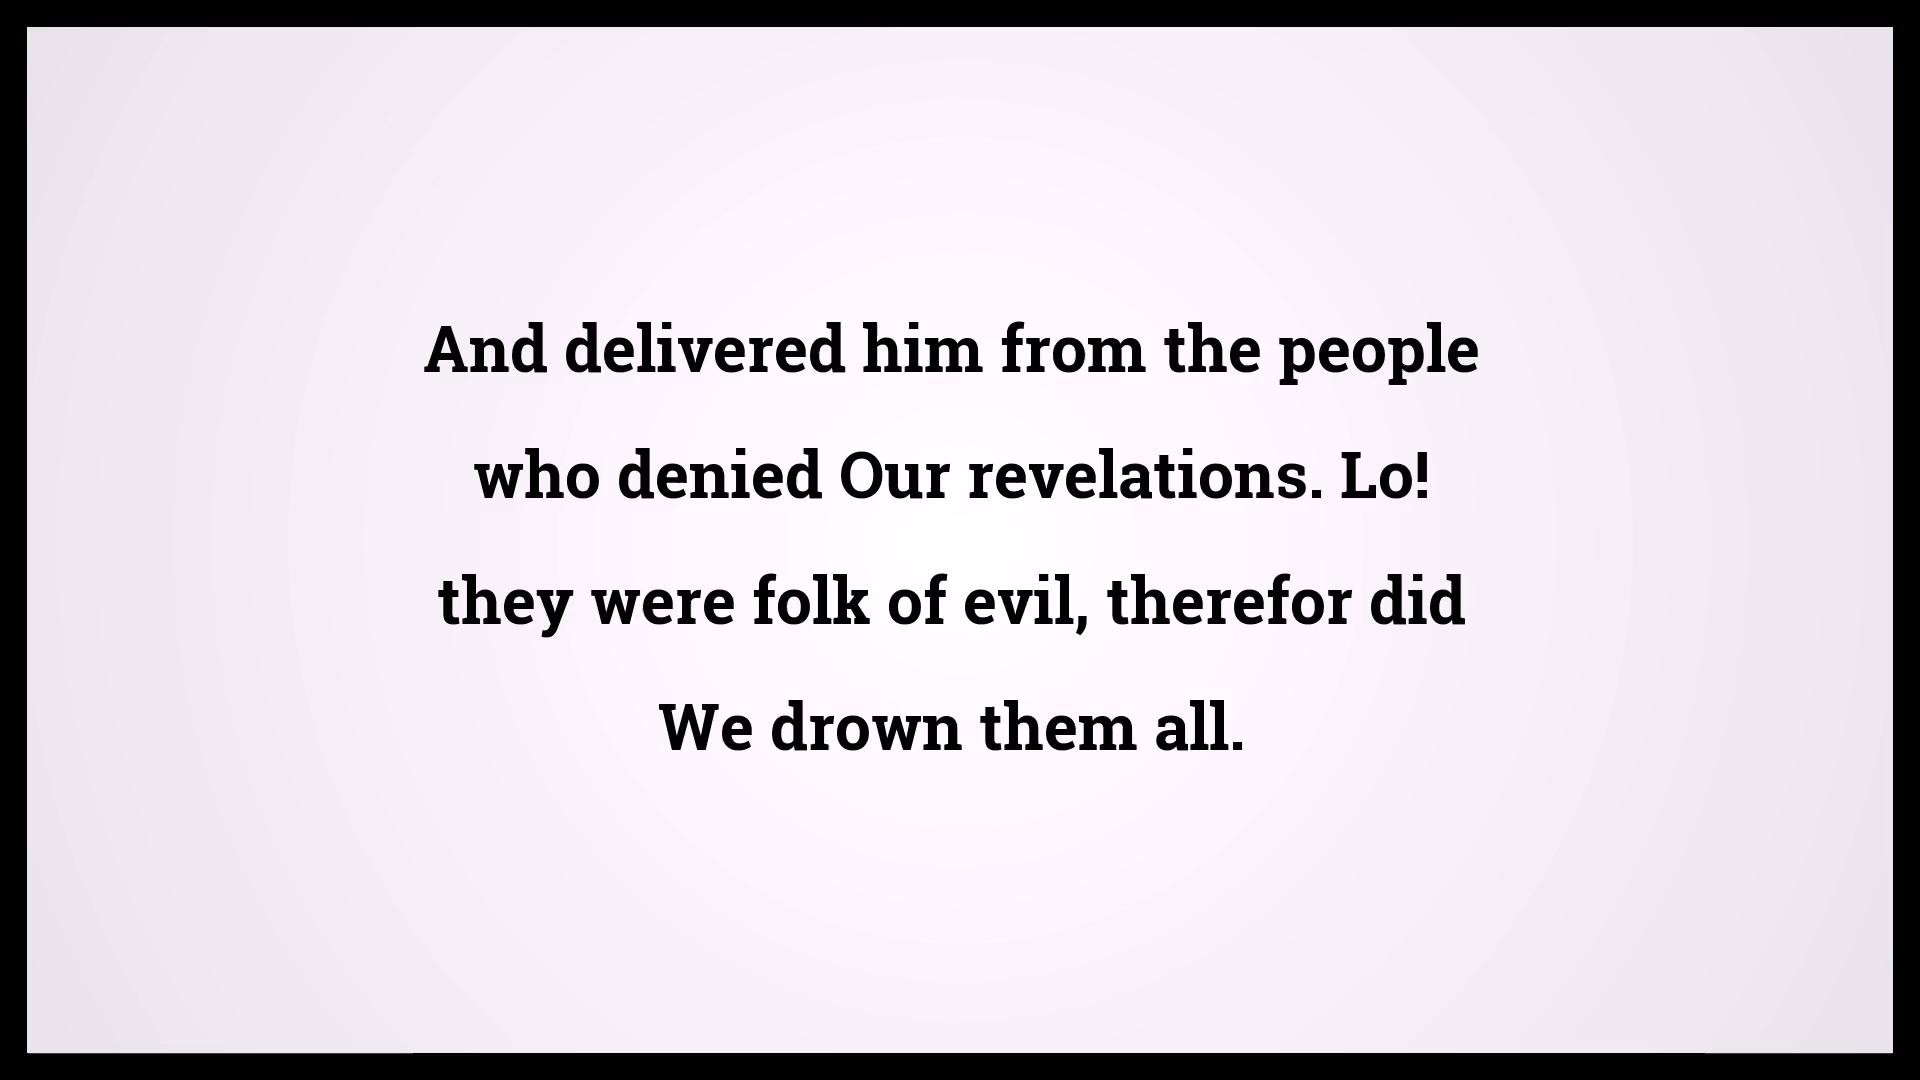 And delivered him from the people
who denied Our revelations. Lo!
they were folk of evil, therefor did
We drown them all.